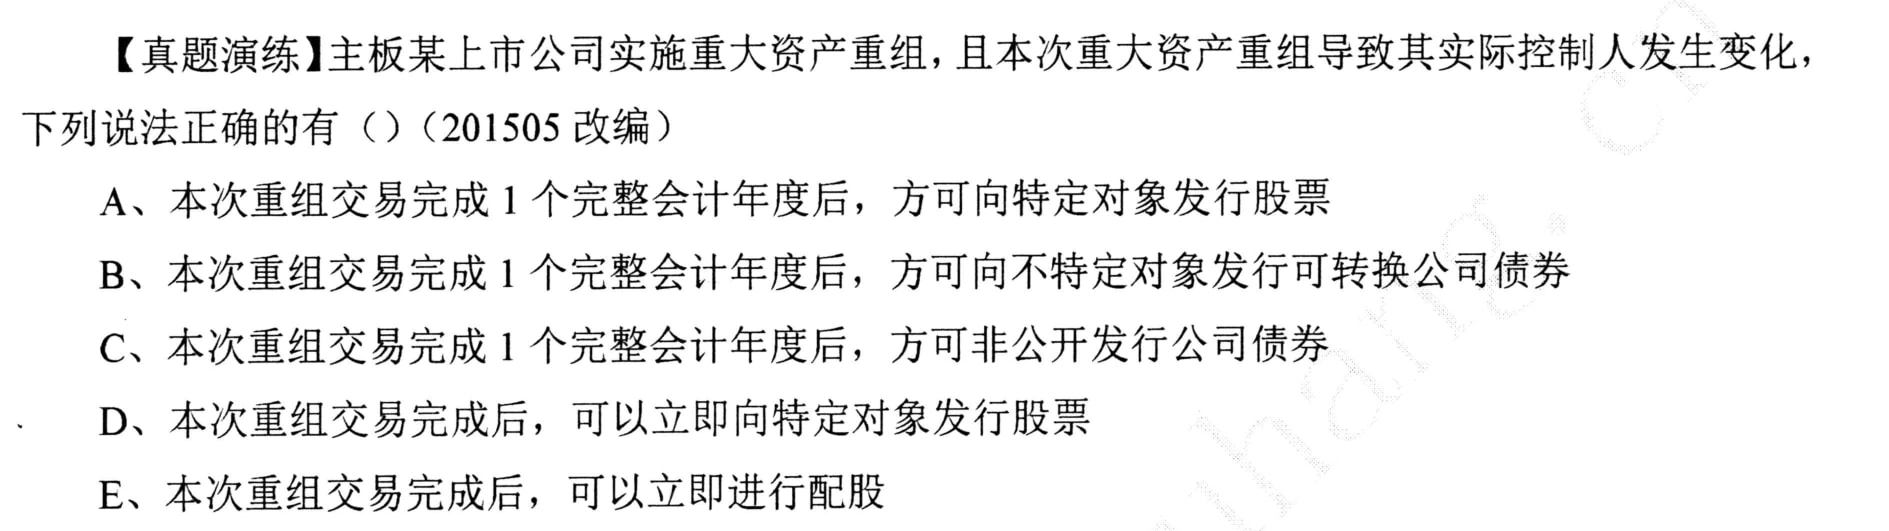 【真题演练】主板某上市公司实施重大资产重组，且本次重大资产重组导致其实际控制人发生变化，
下列说法正确的有（）（201505 改编）
A、本次重组交易完成 1 个完整会计年度后，方可向特定对象发行股票
B、本次重组交易完成 1 个完整会计年度后，方可向不特定对象发行可转换公司债券
C、本次重组交易完成 1 个完整会计年度后，方可非公开发行公司债券
D、本次重组交易完成后，可以立即向特定对象发行股票
E、本次重组交易完成后，可以立即进行配股